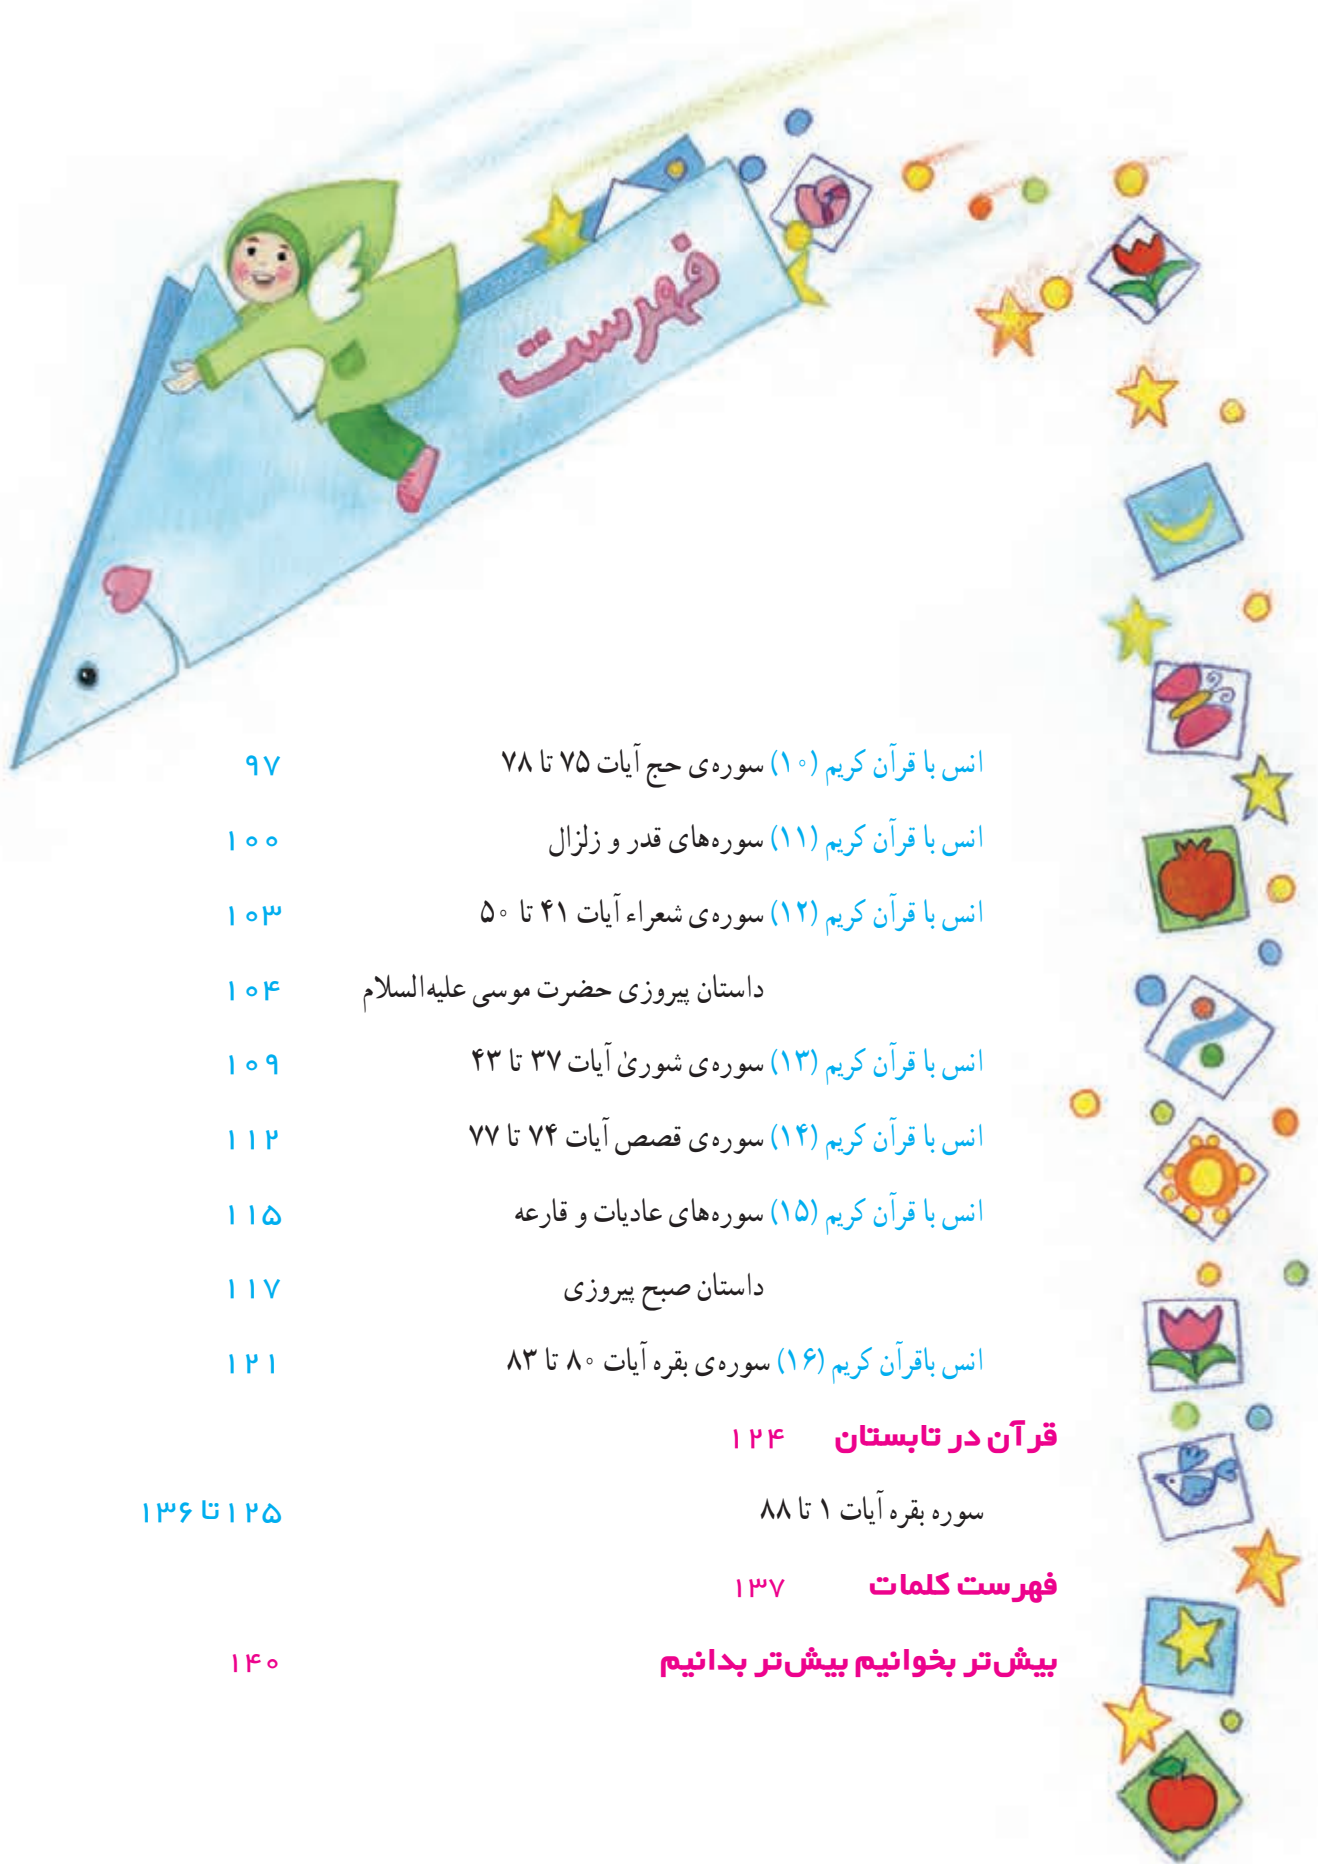 فهرست
انس با قرآن کریم (۱۰) سوره‌ی حج آیات ۷۵ تا ۷۸ ۹۷
انس با قرآن کریم (۱۱) سوره‌های قدر و زلزال ۱۰۰
انس با قرآن کریم (۱۲) سوره‌ی شعراء آیات ۴۱ تا ۵۰ ۱۰۳
داستان پیروزی حضرت موسی علیه‌السلام ۱۰۴
انس با قرآن کریم (۱۳) سوره‌ی شوریٰ آیات ۳۷ تا ۴۳ ۱۰۹
انس با قرآن کریم (۱۴) سوره‌ی قصص آیات ۷۴ تا ۷۷ ۱۱۲
انس با قرآن کریم (۱۵) سوره‌های عادیات و قارعه ۱۱۵
داستان صبح پیروزی ۱۱۷
انس باقرآن کریم (۱۶) سوره‌ی بقره آیات ۸۰ تا ۸۳ ۱۲۱
قرآن در تابستان ۱۲۴
سوره بقره آیات ۱ تا ۸۸ ۱۲۵ تا ۱۳۶
فهرست کلمات ۱۳۷
بیش‌تر بخوانیم بیش‌تر بدانیم ۱۴۰